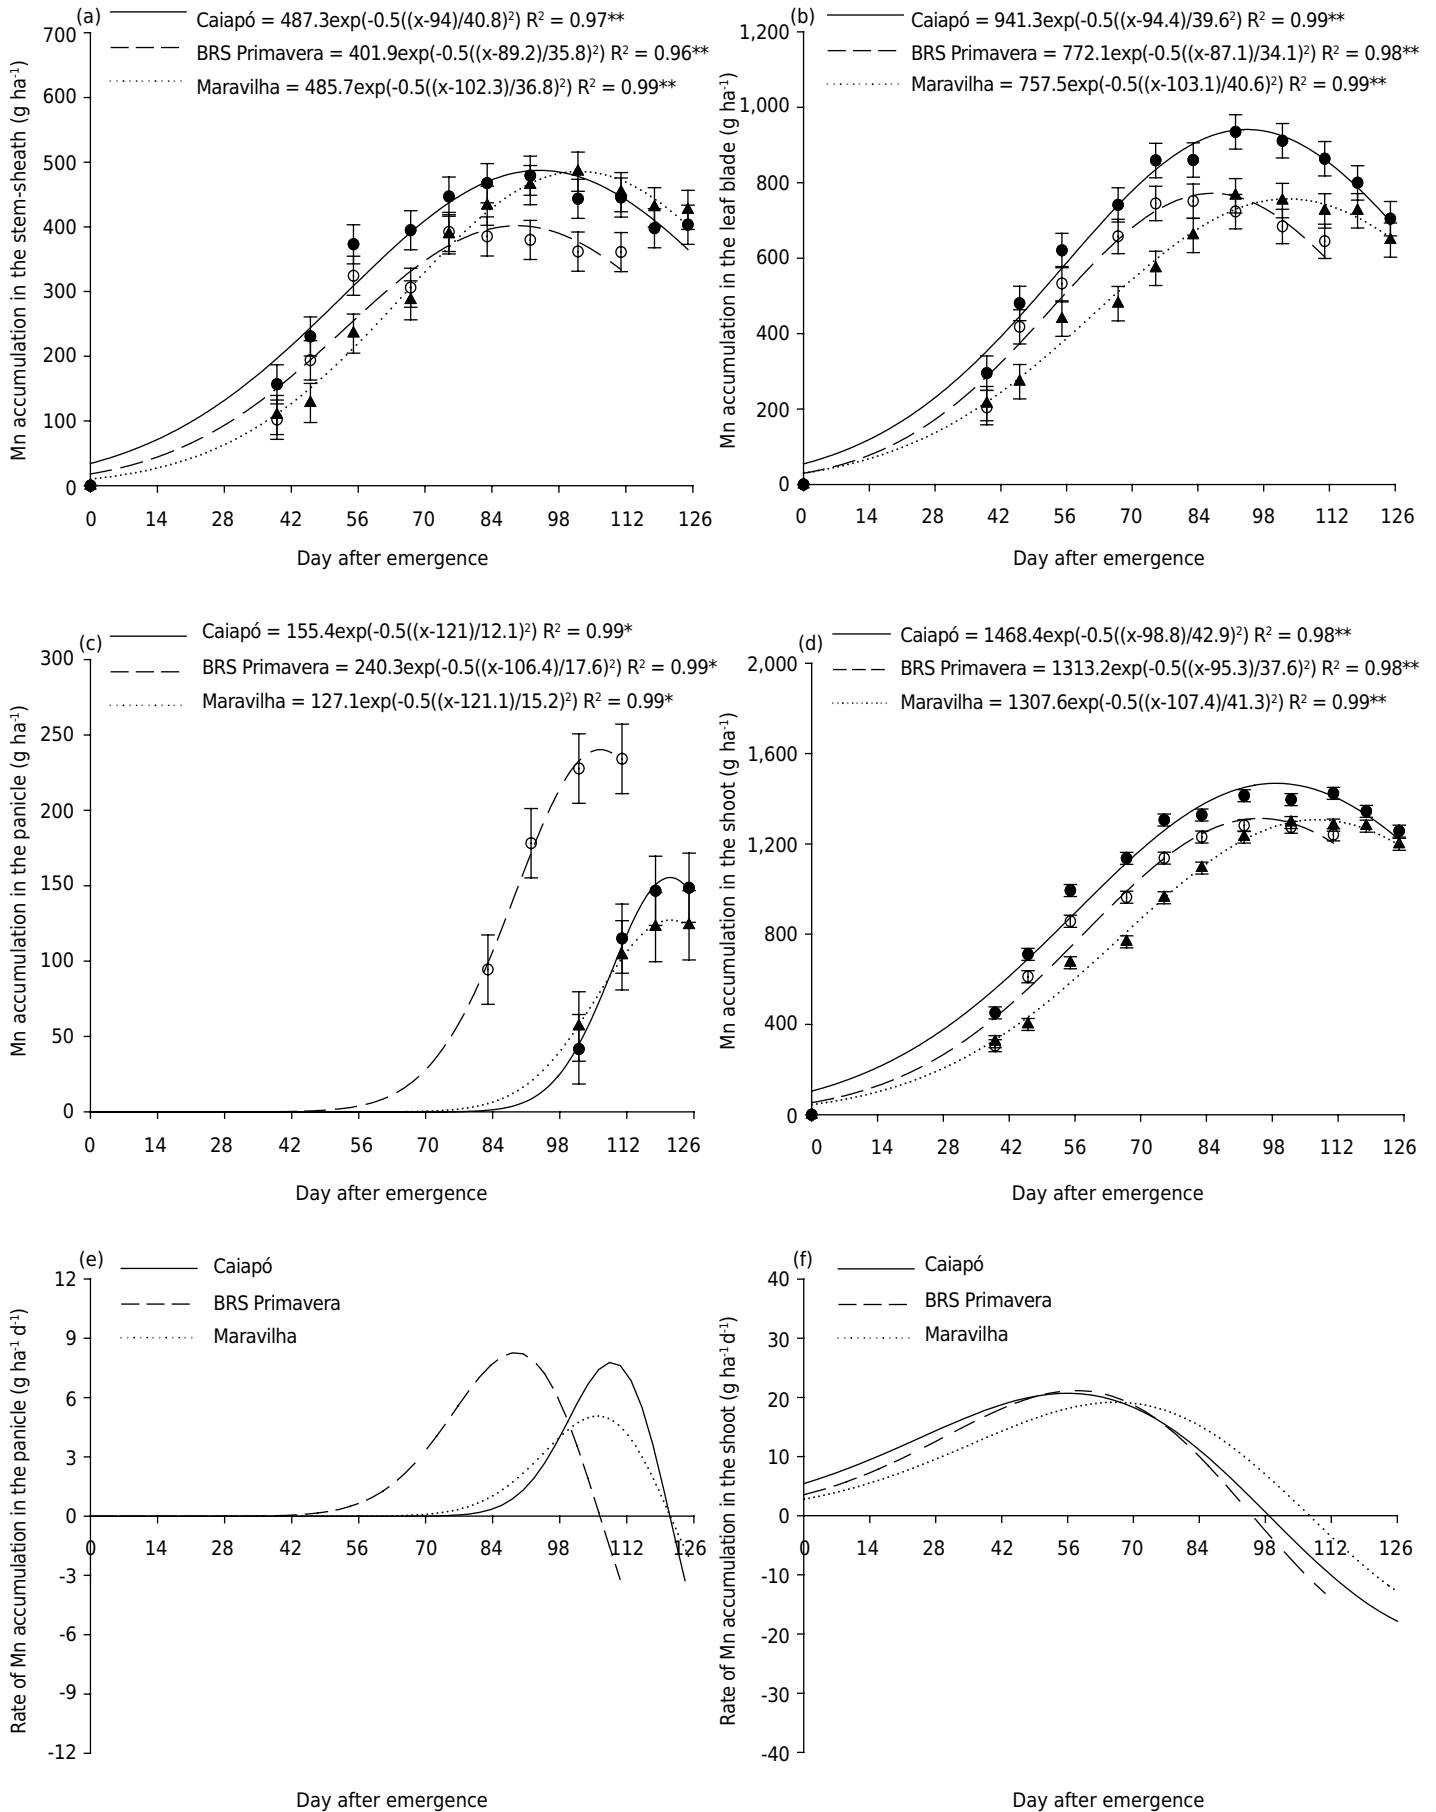 (a)
Caiapó = 487.3exp(-0.5((x-94)/40.8)²) R² = 0.97**
BRS Primavera = 401.9exp(-0.5((x-89.2)/35.8)²) R² = 0.96**
Maravilha = 485.7exp(-0.5((x-102.3)/36.8)²) R² = 0.99**
Mn accumulation in the stem-sheath (g ha⁻¹)
700
600
500
400
300
200
100
0
0 14 28 42 56 70 84 98 112 126
Day after emergence
(b)
Caiapó = 941.3exp(-0.5((x-94.4)/39.6²) R² = 0.99**
BRS Primavera = 772.1exp(-0.5((x-87.1)/34.1)²) R² = 0.98**
Maravilha = 757.5exp(-0.5((x-103.1)/40.6)²) R² = 0.99**
Mn accumulation in the leaf blade (g ha⁻¹)
1,200
1,000
800
600
400
200
0
0 14 28 42 56 70 84 98 112 126
Day after emergence
(c)
Caiapó = 155.4exp(-0.5((x-121)/12.1)²) R² = 0.99*
BRS Primavera = 240.3exp(-0.5((x-106.4)/17.6)²) R² = 0.99*
Maravilha = 127.1exp(-0.5((x-121.1)/15.2)²) R² = 0.99*
Mn accumulation in the panicle (g ha⁻¹)
300
250
200
150
100
50
0
0 14 28 42 56 70 84 98 112 126
Day after emergence
(d)
Caiapó = 1468.4exp(-0.5((x-98.8)/42.9)²) R² = 0.98**
BRS Primavera = 1313.2exp(-0.5((x-95.3)/37.6)²) R² = 0.98**
Maravilha = 1307.6exp(-0.5((x-107.4)/41.3)²) R² = 0.99**
Mn accumulation in the shoot (g ha⁻¹)
2,000
1,600
1,200
800
400
0
0 14 28 42 56 70 84 98 112 126
Day after emergence
(e)
Caiapó
BRS Primavera
Maravilha
Rate of Mn accumulation in the panicle (g ha⁻¹ d⁻¹)
12
9
6
3
0
-3
-6
-9
-12
0 14 28 42 56 70 84 98 112 126
Day after emergence
(f)
Caiapó
BRS Primavera
Maravilha
Rate of Mn accumulation in the shoot (g ha⁻¹ d⁻¹)
40
30
20
10
0
-10
-20
-30
-40
0 14 28 42 56 70 84 98 112 126
Day after emergence